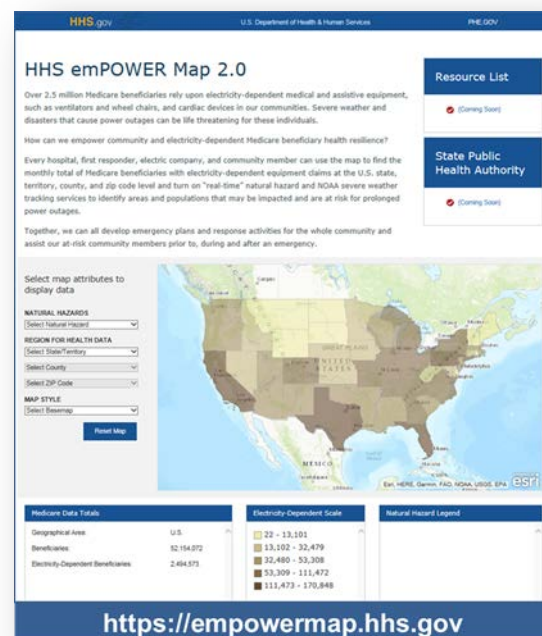 HHS.gov
U.S. Department of Health & Human Services
PHE.GOV
HHS emPOWER Map 2.0
Over 2.5 million Medicare beneficiaries rely upon electricity-dependent medical and assistive equipment,
such as ventilators and wheel chairs, and cardiac devices in our communities. Severe weather and
disasters that cause power outages can be life threatening for these individuals.
How can we empower community and electricity-dependent Medicare beneficiary health resilience?
Every hospital, first responder, electric company, and community member can use the map to find the
monthly total of Medicare beneficiaries with electricity-dependent equipment claims at the U.S. state,
territory, county, and zip code level and turn on "real-time" natural hazard and NOAA severe weather
tracking services to identify areas and populations that may be impacted and are at risk for prolonged
power outages.
Together, we can all develop emergency plans and response activities for the whole community and
assist our at-risk community members prior to, during and after an emergency.
Resource List
(Coming Soon)
State Public
Health Authority
(Coming Soon)
Select map attributes to
display data
NATURAL HAZARDS
Select Natural Hazard
REGION FOR HEALTH DATA
Select State/Territory
Select County
Select ZIP Code
MAP STYLE
Select Basemap
Reset Map
UNITED
STATES
MEXICO
Philadelphia
Esri, HERE, Garmin, FAO, NOAA, USGS, EPA
esri
Medicare Data Totals
Geographical Area U.S.
Beneficiaries 52,154,072
Electricity-Dependent Beneficiaries 2,494,573
Electricity-Dependent Scale
22 - 13,101
13,102 - 32,479
32,480 - 53,308
53,309 - 111,472
111,473 - 170,848
Natural Hazard Legend
https://empowermap.hhs.gov